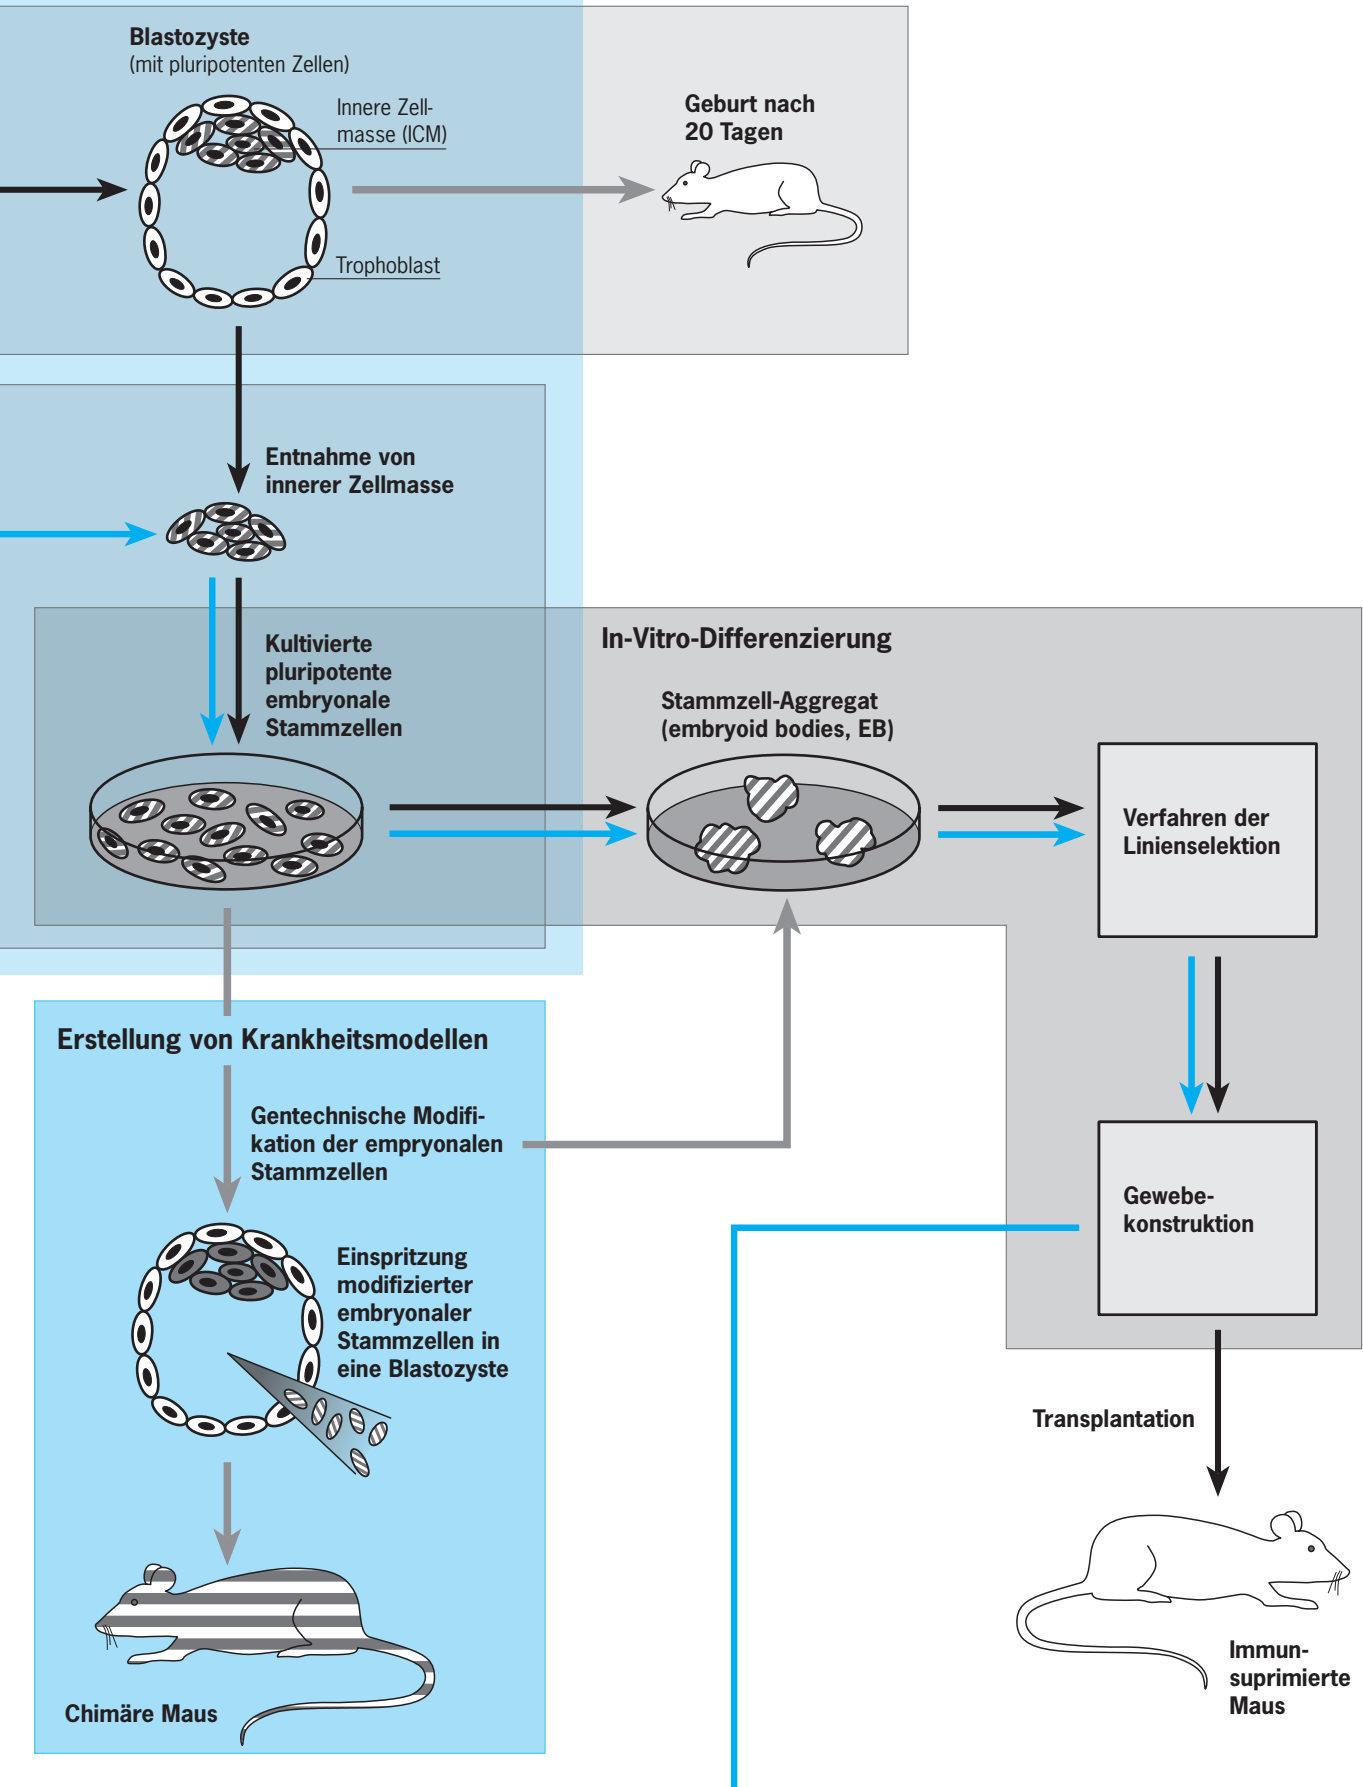 Blastozyste
(mit pluripotenten Zellen)
Innere Zell-
masse (ICM)
Trophoblast
Geburt nach
20 Tagen
Entnahme von
innerer Zellmasse
Kultivierte
pluripotente
embryonale
Stammzellen
In-Vitro-Differenzierung
Stammzell-Aggregat
(embryoid bodies, EB)
Verfahren der
Linienselektion
Erstellung von Krankheitsmodellen
Gentechnische Modifi-
kation der empryonalen
Stammzellen
Gewebe-
konstruktion
Einspritzung
modifizierter
embryonaler
Stammzellen in
eine Blastozyste
Transplantation
Immun-
suprimierte
Maus
Chimäre Maus